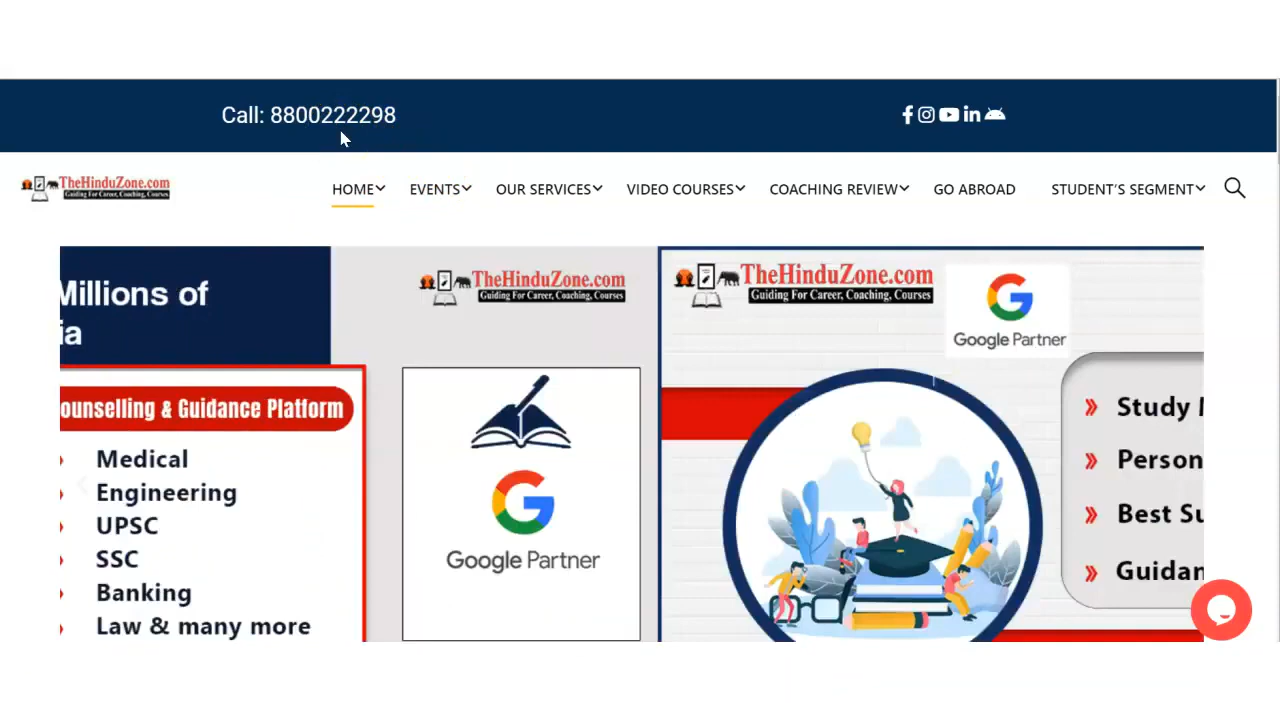 Call: 8800222298
TheHinduZone.com
Guiding For Career, Coaching, Courses
HOME EVENTS OUR SERVICES VIDEO COURSES COACHING REVIEW GO ABROAD STUDENT'S SEGMENT
Millions of
ia
ounselling & Guidance Platform
Medical
Engineering
UPSC
SSC
Banking
Law & many more
TheHinduZone.com
Guiding For Career, Coaching, Courses
Google Partner
TheHinduZone.com
Guiding For Career, Coaching, Courses
Google Partner
Study
Person
Best Su
Guidan